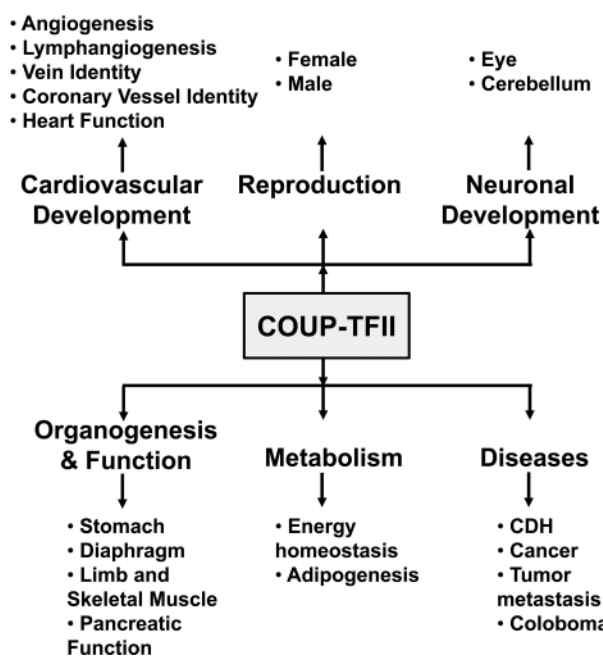 • Angiogenesis
• Lymphangiogenesis
• Vein Identity
• Coronary Vessel Identity
• Heart Function
• Female
• Male
• Eye
• Cerebellum
Cardiovascular
Development
Reproduction
Neuronal
Development
COUP-TFII
Organogenesis
& Function
Metabolism
Diseases
• Stomach
• Diaphragm
• Limb and
Skeletal Muscle
• Pancreatic
Function
• Energy
homeostasis
• Adipogenesis
• CDH
• Cancer
• Tumor
metastasis
• Coloboma